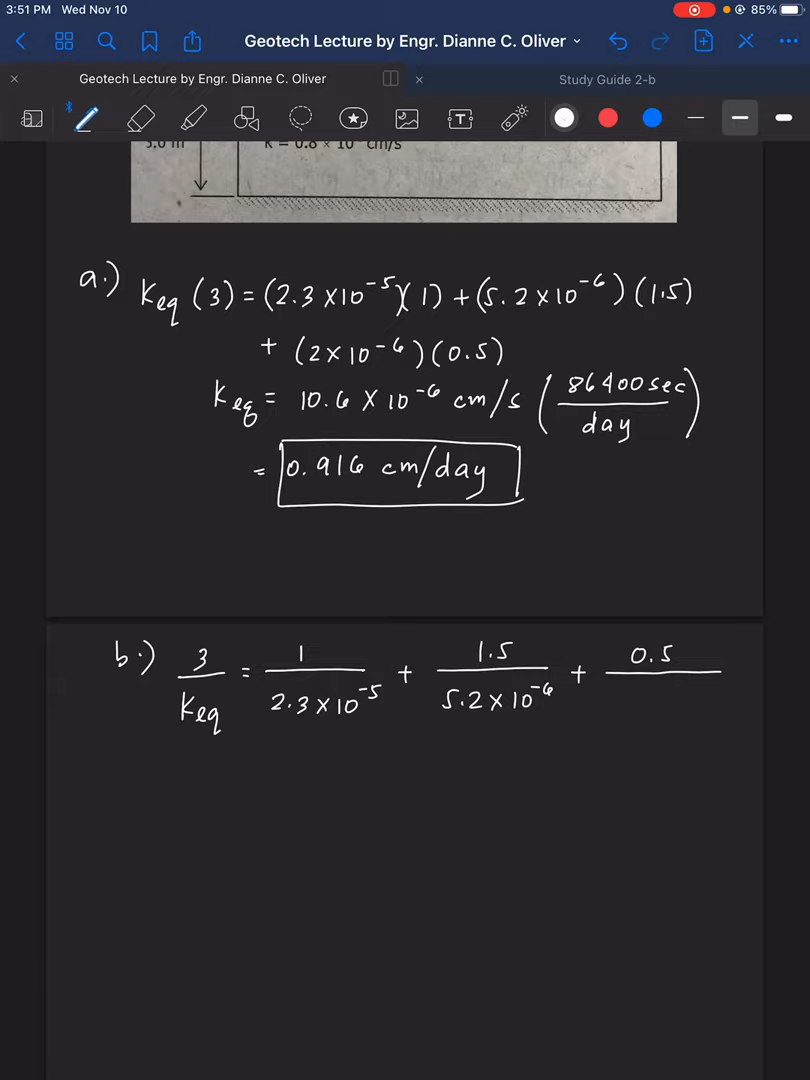 3:51 PM Wed Nov 10
85%
Geotech Lecture by Engr. Dianne C. Oliver
Geotech Lecture by Engr. Dianne C. Oliver
Study Guide 2-b
T
cm/s
a.) Keq (3) = (2.3 × 10⁻⁵)(1) + (5.2 × 10⁻⁶)(1.5)
+ (2 × 10⁻⁶)(0.5)
Keq = 10.6 × 10⁻⁶ cm/s (86400 sec / day)
= 0.916 cm/day
b.) 3 / Keq = 1 / 2.3 × 10⁻⁵ + 1.5 / 5.2 × 10⁻⁶ + 0.5 /